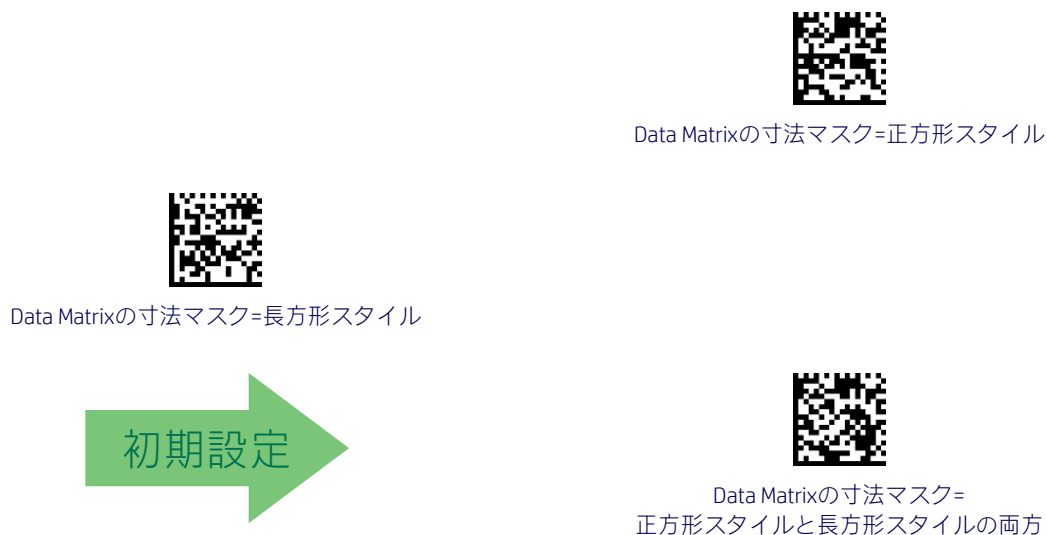 Data Matrixの寸法マスク=正方形スタイル
Data Matrixの寸法マスク=長方形スタイル
初期設定
Data Matrixの寸法マスク=
正方形スタイルと長方形スタイルの両方